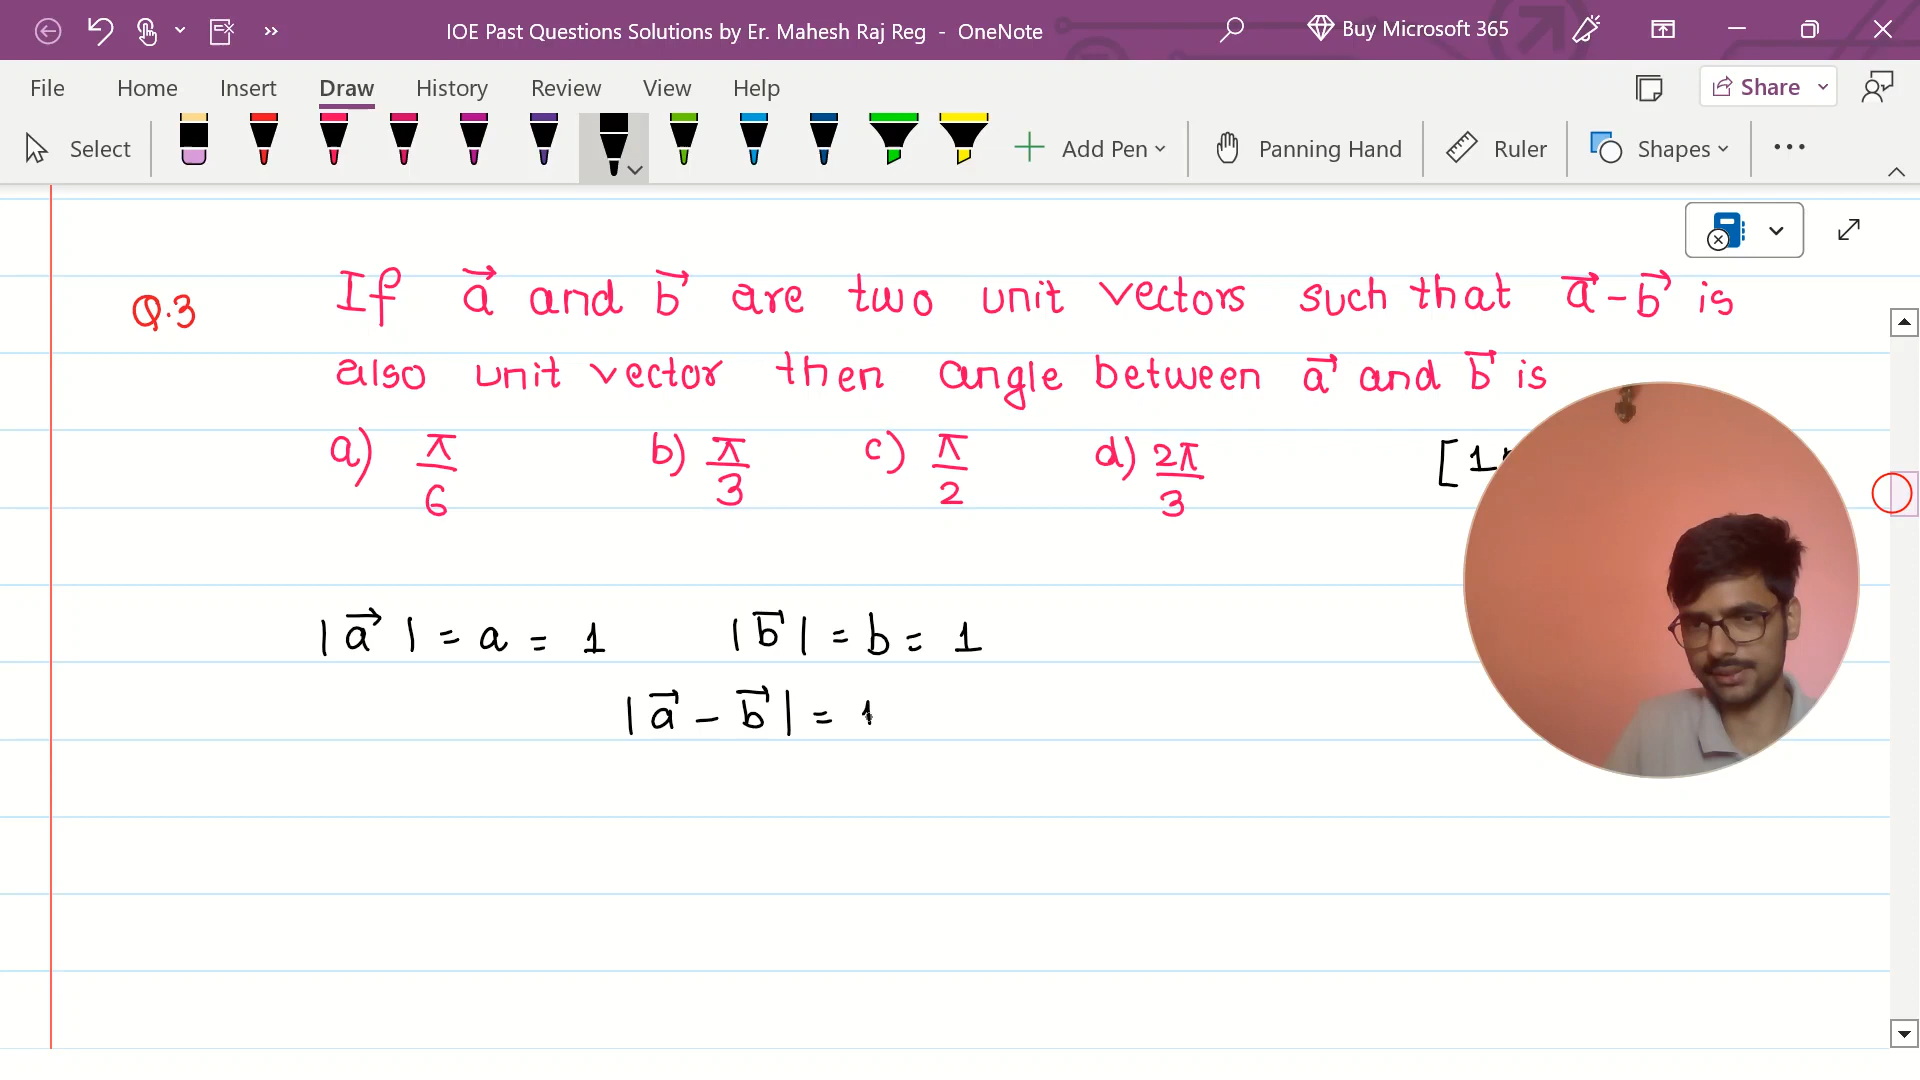 IOE Past Questions Solutions by Er. Mahesh Raj Reg - OneNote
Buy Microsoft 365
File Home Insert Draw History Review View Help
Share
Select
Add Pen
Panning Hand
Ruler
Shapes
Q.3 If a⃗ and b⃗ are two unit vectors such that a⃗ - b⃗ is
also unit vector then angle between a⃗ and b⃗ is
a) π/6 b) π/3 c) π/2 d) 2π/3 [1
|a⃗| = a = 1 |b⃗| = b = 1
|a⃗ - b⃗| = 1